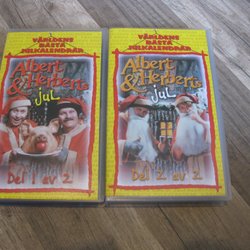 VÄRLDENS
BÄSTA
JULKALENDRAR
Albert
& Herberts
jul
Del 1 av 2
VÄRLDENS
BÄSTA
JULKALENDRAR
Albert
& Herberts
jul
Del 2 av 2